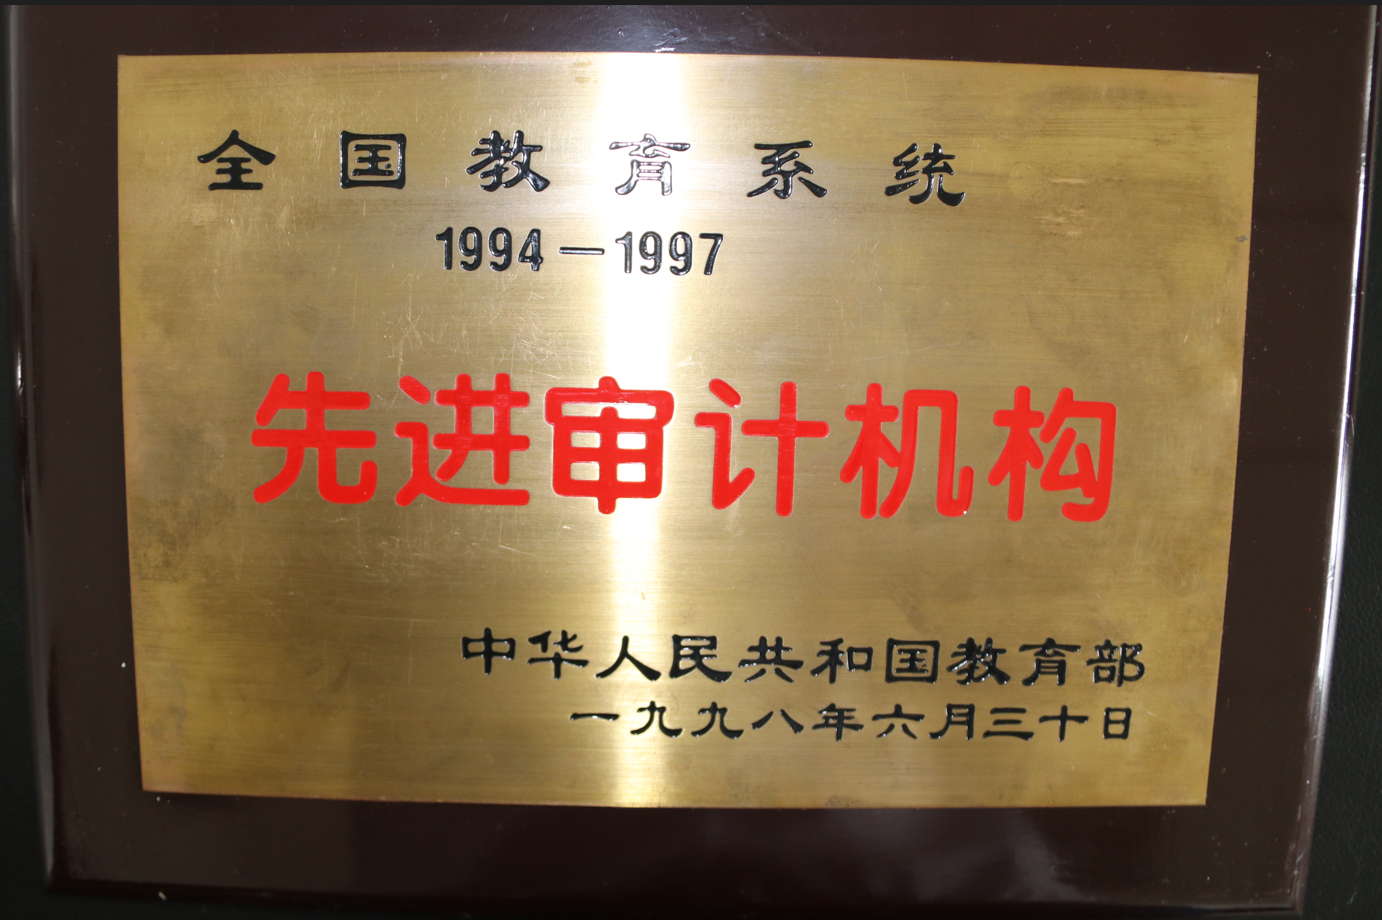 全国教育系统
1994—1997
先进审计机构
中华人民共和国教育部
一九九八年六月三十日